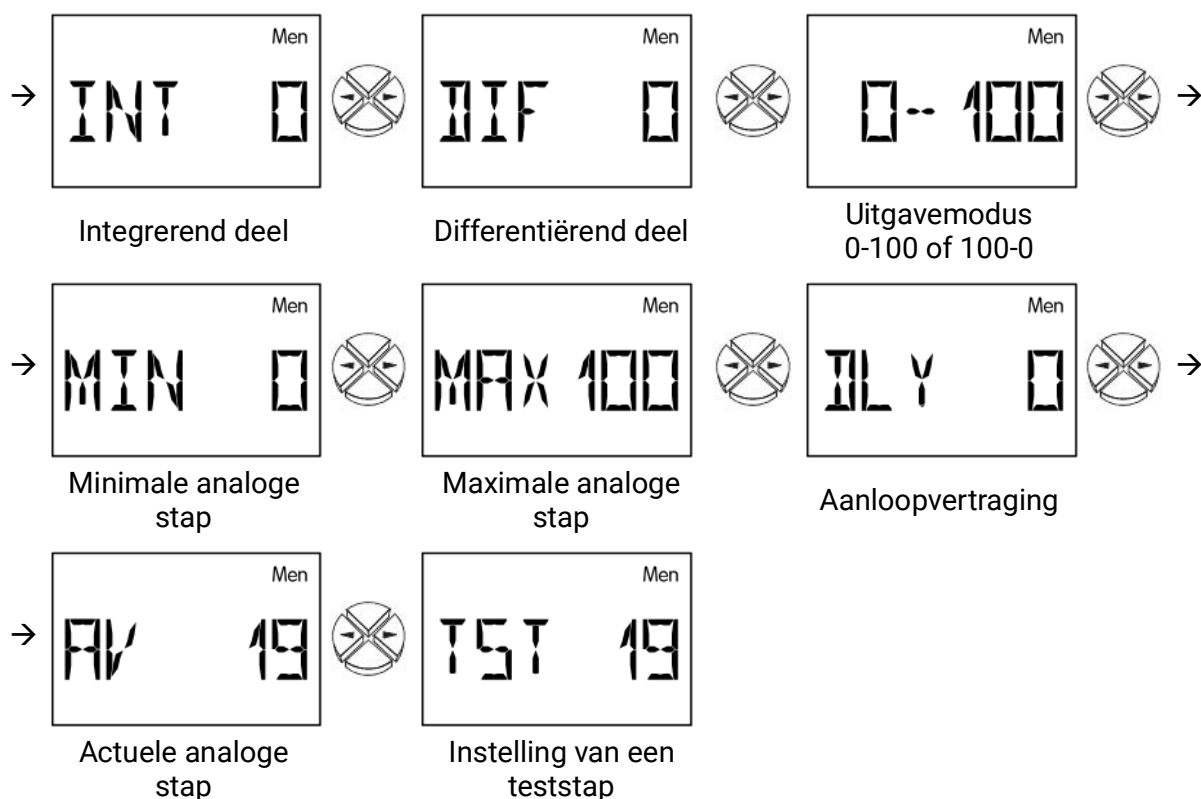 Men Men Men
→ INT 0 DIF 0 0--100 →
Integrerend deel Differentiërend deel Uitgavemodus
0-100 of 100-0
Men Men Men
→ MIN 0 MAX 100 DLY 0 →
Minimale analoge Maximale analoge Aanloopvertraging
stap stap
Men Men
→ AV 19 TST 19
Actuele analoge Instelling van een
stap teststap